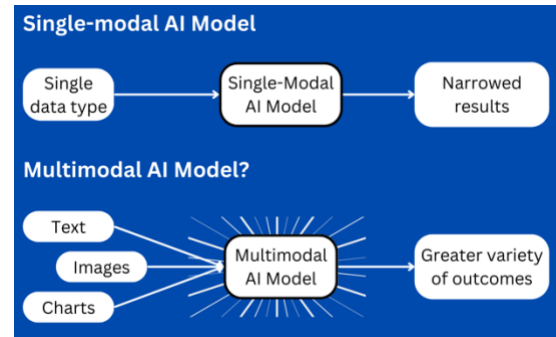 Single-modal AI Model
Single
data type
Single-Modal
AI Model
Narrowed
results
Multimodal AI Model?
Text
Images
Charts
Multimodal
AI Model
Greater variety
of outcomes